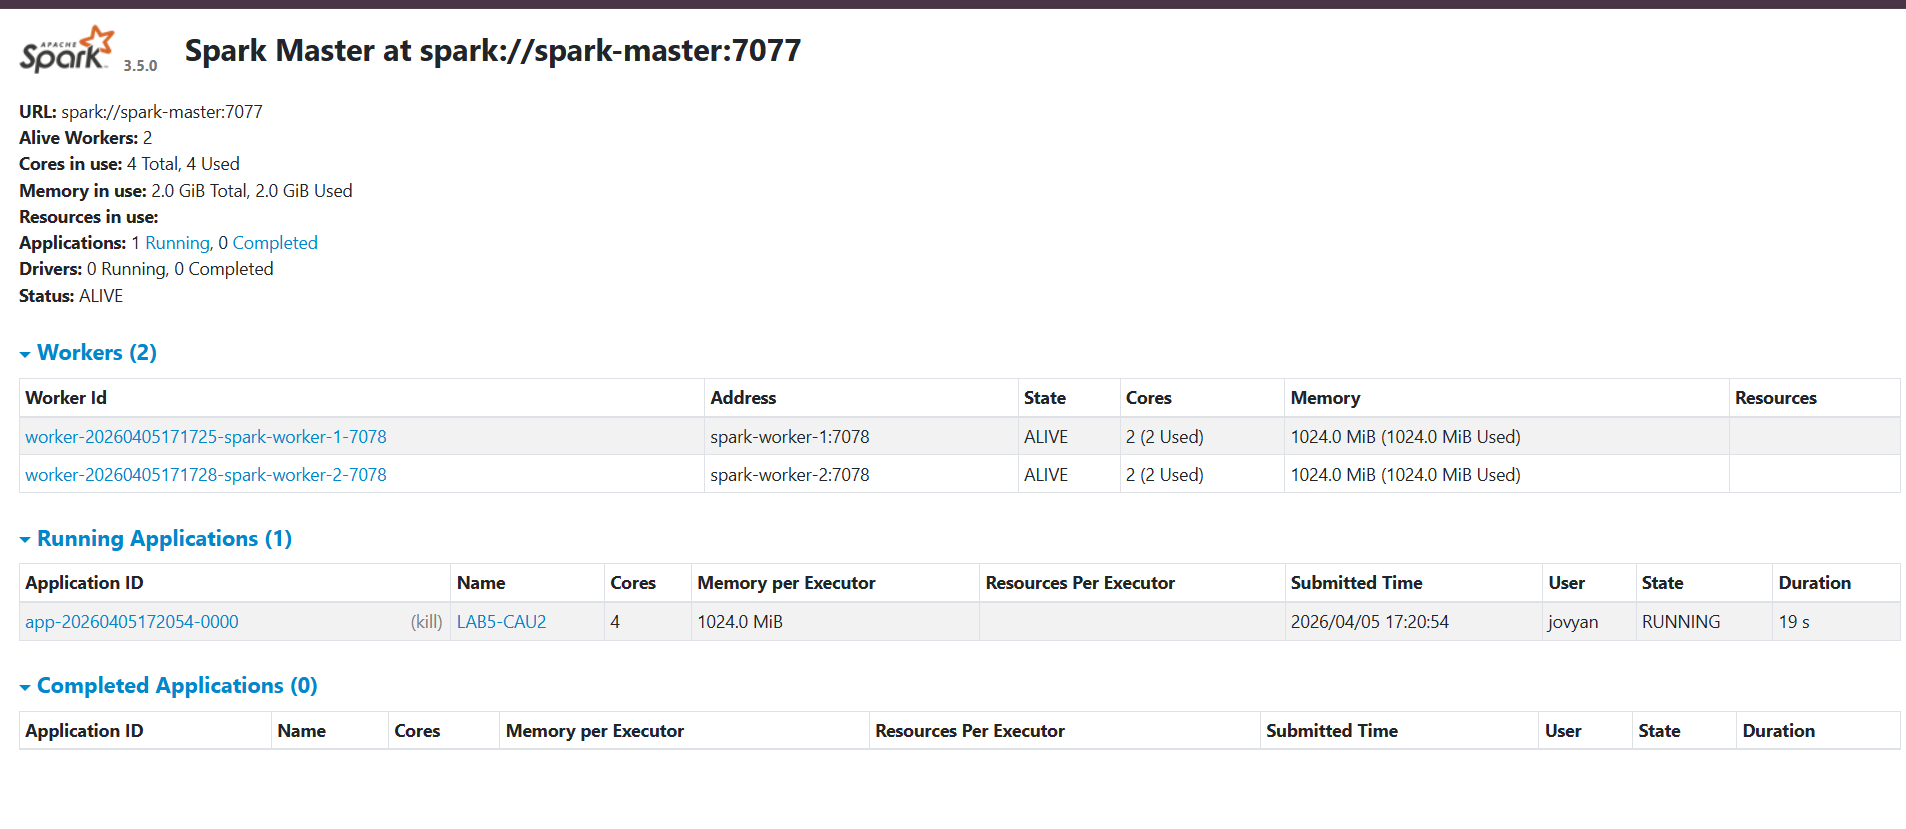 APACHE Spark 3.5.0 Spark Master at spark://spark-master:7077
URL: spark://spark-master:7077
Alive Workers: 2
Cores in use: 4 Total, 4 Used
Memory in use: 2.0 GiB Total, 2.0 GiB Used
Resources in use:
Applications: 1 Running, 0 Completed
Drivers: 0 Running, 0 Completed
Status: ALIVE
Workers (2)
Worker Id Address State Cores Memory Resources
worker-20260405171725-spark-worker-1-7078 spark-worker-1:7078 ALIVE 2 (2 Used) 1024.0 MiB (1024.0 MiB Used)
worker-20260405171728-spark-worker-2-7078 spark-worker-2:7078 ALIVE 2 (2 Used) 1024.0 MiB (1024.0 MiB Used)
Running Applications (1)
Application ID Name Cores Memory per Executor Resources Per Executor Submitted Time User State Duration
app-20260405172054-0000 (kill) LAB5-CAU2 4 1024.0 MiB 2026/04/05 17:20:54 jovyan RUNNING 19 s
Completed Applications (0)
Application ID Name Cores Memory per Executor Resources Per Executor Submitted Time User State Duration